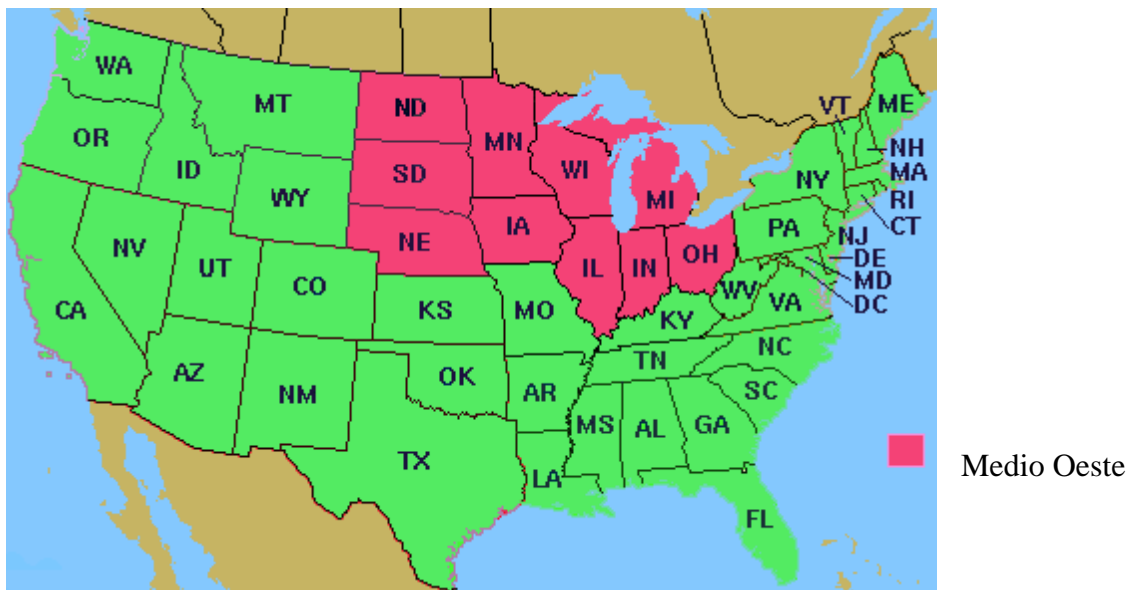 WA
MT
ND
MN
VT
ME
OR
ID
SD
WI
MI
NH
MA
NY
WY
RI
CT
NV
UT
NE
IA
PA
NJ
DE
MD
DC
CO
IL
IN
OH
WV
VA
CA
KS
MO
KY
AZ
NM
OK
AR
TN
NC
SC
TX
LA
MS
AL
GA
Medio Oeste
FL